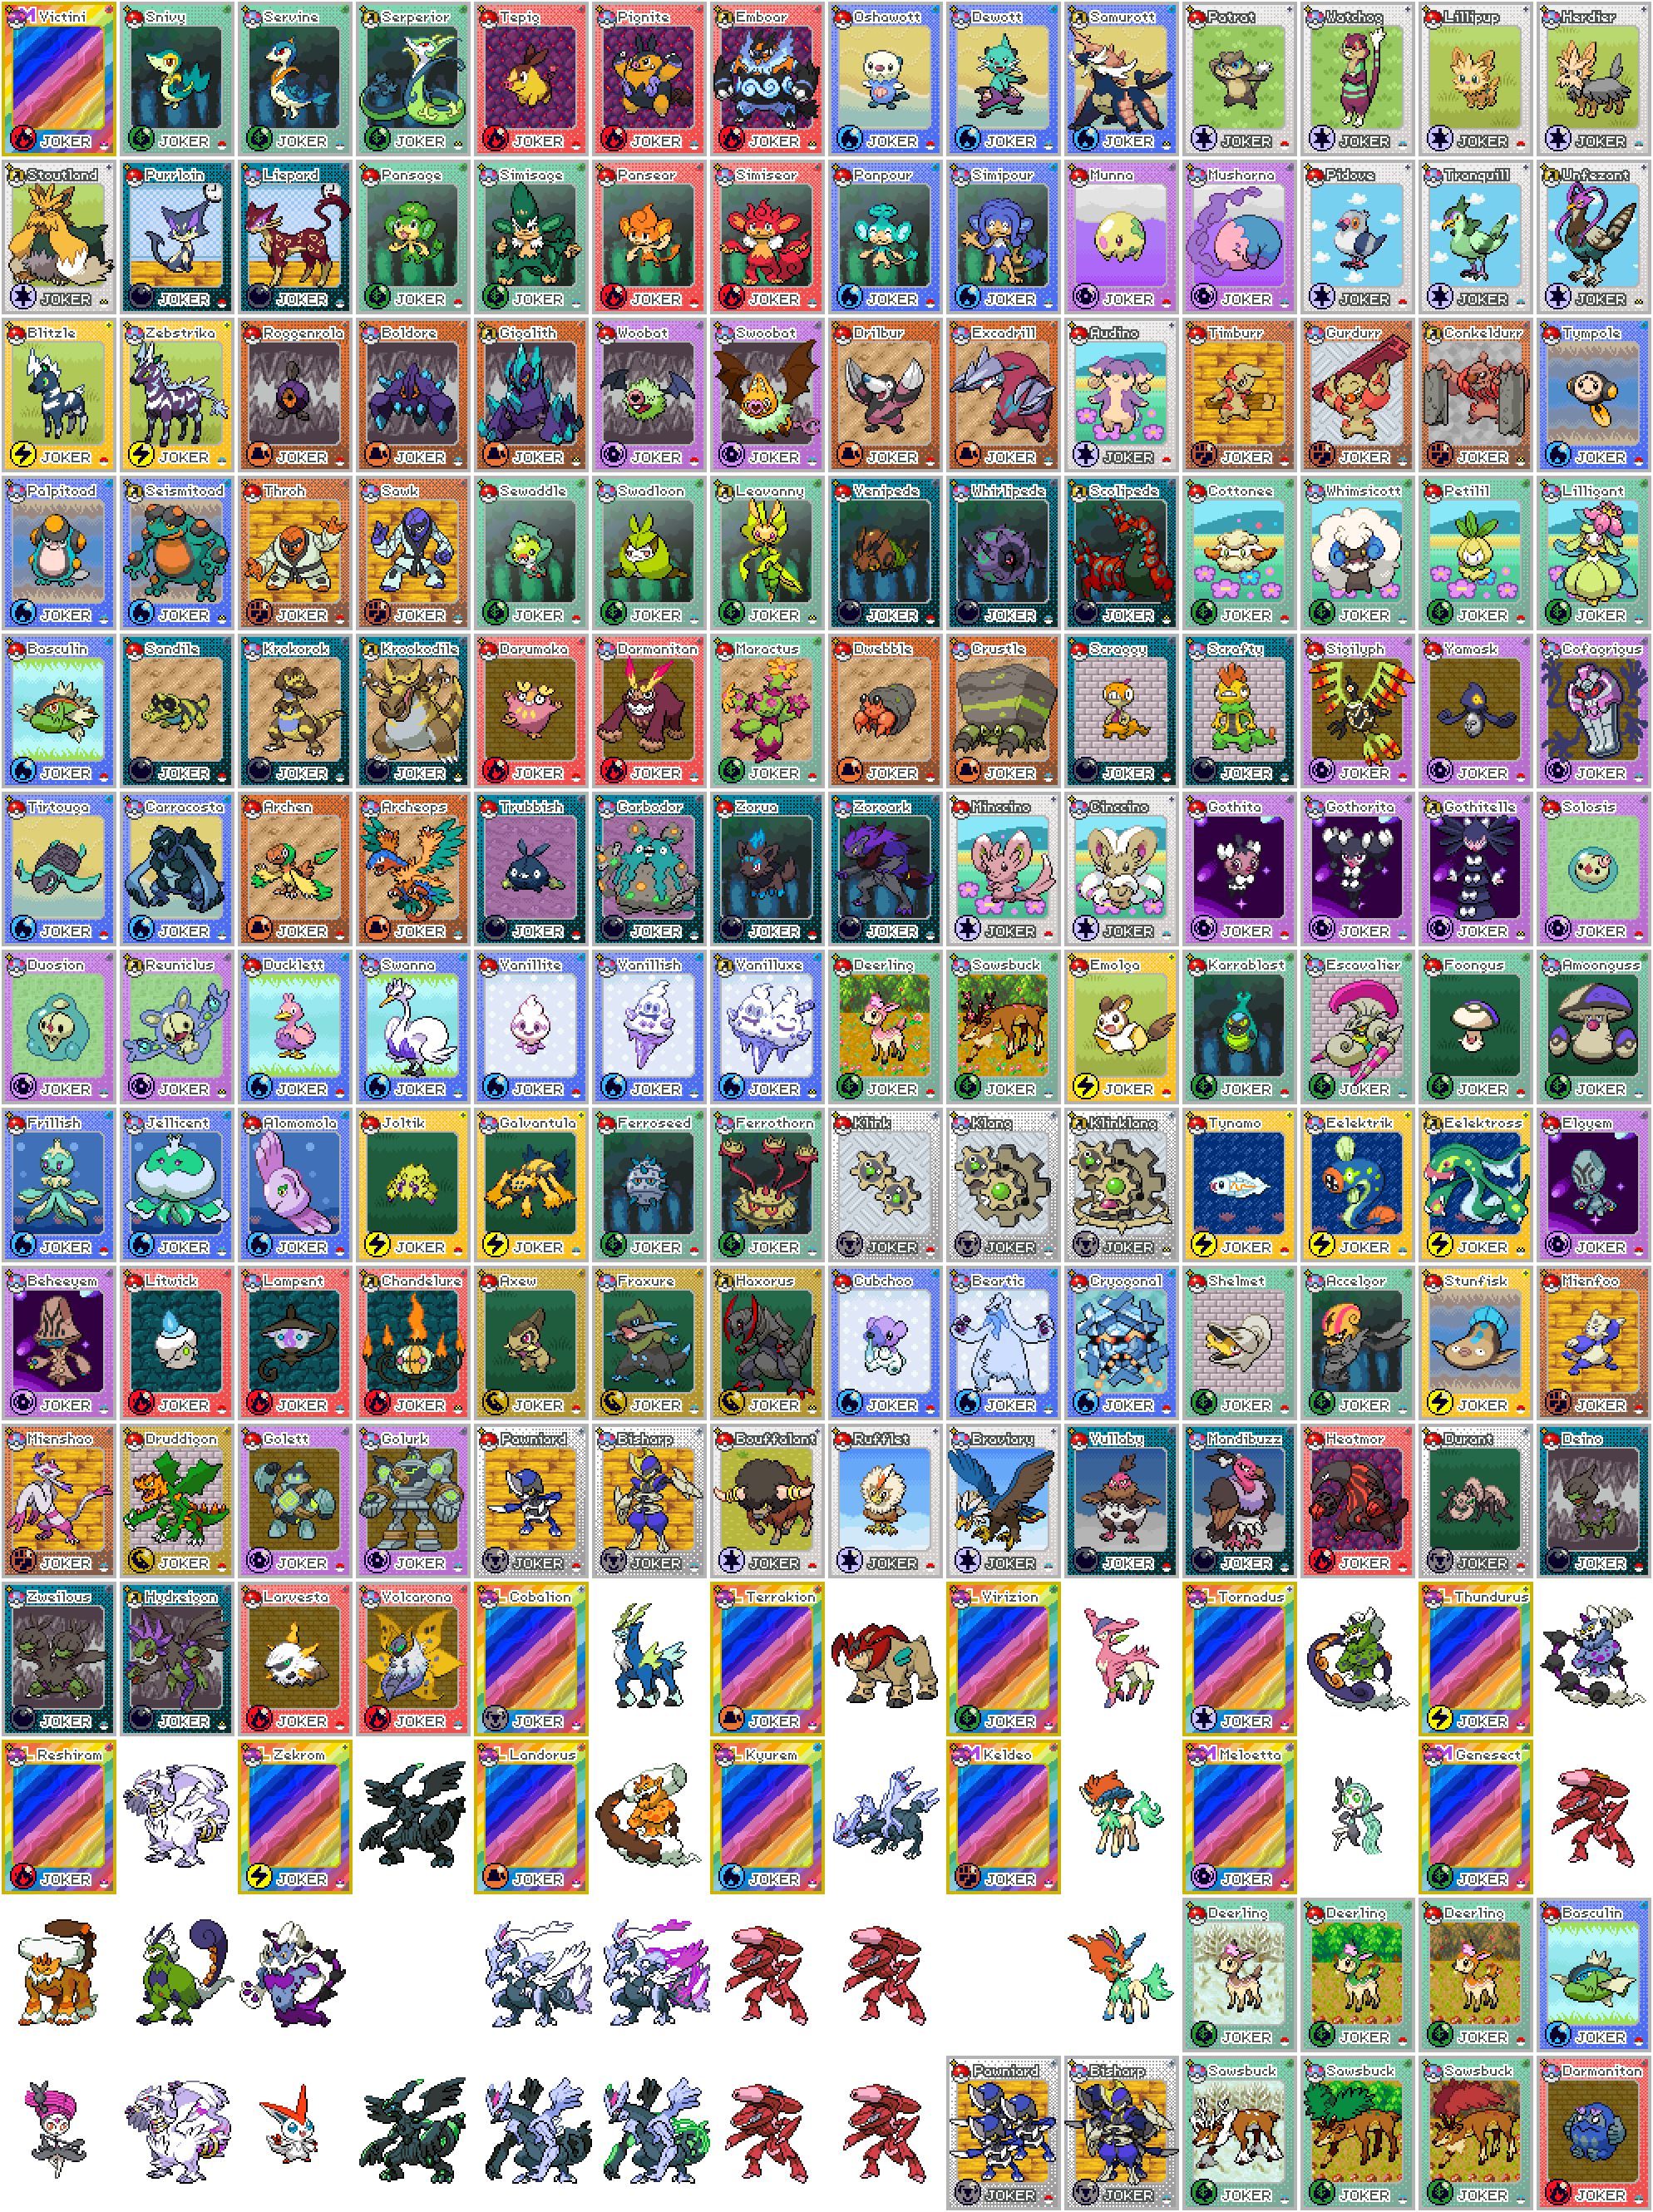 M Victini Snivy Servine Serperior Tepig Pignite Emboar Oshawott Dewott Samurott Patrat Watchog Lillipup Herdier
JOKER JOKER JOKER JOKER JOKER JOKER JOKER JOKER JOKER JOKER JOKER JOKER JOKER JOKER
Stoutland Purrloin Liepard Pansage Simisage Pansear Simisear Panpour Simipour Munna Musharna Pidove Tranquill Unfezant
JOKER JOKER JOKER JOKER JOKER JOKER JOKER JOKER JOKER JOKER JOKER JOKER JOKER JOKER
Blitzle Zebstrika Roggenrola Boldore Gigalith Woobat Swoobat Drilbur Excadrill Audino Timburr Gurdurr Conkeldurr Tympole
JOKER JOKER JOKER JOKER JOKER JOKER JOKER JOKER JOKER JOKER JOKER JOKER JOKER JOKER
Palpitoad Seismitoad Throh Sawk Sewaddle Swadloon Leavanny Venipede Whirlipede Scolipede Cottonee Whimsicott Petilil Lilligant
JOKER JOKER JOKER JOKER JOKER JOKER JOKER JOKER JOKER JOKER JOKER JOKER JOKER JOKER
Basculin Sandile Krokorok Krookodile Darumaka Darmanitan Maractus Dwebble Crustle Scraggy Scrafty Sigilyph Yamask Cofagrigus
JOKER JOKER JOKER JOKER JOKER JOKER JOKER JOKER JOKER JOKER JOKER JOKER JOKER JOKER
Tirtouga Carracosta Archen Archeops Trubbish Garbodor Zorua Zoroark Minccino Cinccino Gothita Gothorita Gothitelle Solosis
JOKER JOKER JOKER JOKER JOKER JOKER JOKER JOKER JOKER JOKER JOKER JOKER JOKER JOKER
Duosion Reuniclus Ducklett Swanna Vanillite Vanillish Vanilluxe Deerling Sawsbuck Emolga Karrablast Escavalier Foongus Amoonguss
JOKER JOKER JOKER JOKER JOKER JOKER JOKER JOKER JOKER JOKER JOKER JOKER JOKER JOKER
Frillish Jellicent Alomomola Joltik Galvantula Ferroseed Ferrothorn Klink Klang Klinklang Tynamo Eelektrik Eelektross Elgyem
JOKER JOKER JOKER JOKER JOKER JOKER JOKER JOKER JOKER JOKER JOKER JOKER JOKER JOKER
Beheeyem Litwick Lampent Chandelure Axew Fraxure Haxorus Cubchoo Beartic Cryogonal Shelmet Accelgor Stunfisk Mienfoo
JOKER JOKER JOKER JOKER JOKER JOKER JOKER JOKER JOKER JOKER JOKER JOKER JOKER JOKER
Mienshao Druddigon Golett Golurk Pawniard Bisharp Bouffalant Rufflet Braviary Vullaby Mandibuzz Heatmor Durant Deino
JOKER JOKER JOKER JOKER JOKER JOKER JOKER JOKER JOKER JOKER JOKER JOKER JOKER JOKER
Zweilous Hydreigon Larvesta Volcarona L Cobalion L Terrakion L Virizion L Tornadus L Thundurus
JOKER JOKER JOKER JOKER JOKER JOKER JOKER JOKER JOKER
L Reshiram L Zekrom L Landorus L Kyurem M Keldeo M Meloetta M Genesect
JOKER JOKER JOKER JOKER JOKER JOKER JOKER
Deerling Deerling Deerling Basculin
JOKER JOKER JOKER JOKER
Pawniard Bisharp Sawsbuck Sawsbuck Sawsbuck Darmanitan
JOKER JOKER JOKER JOKER JOKER JOKER